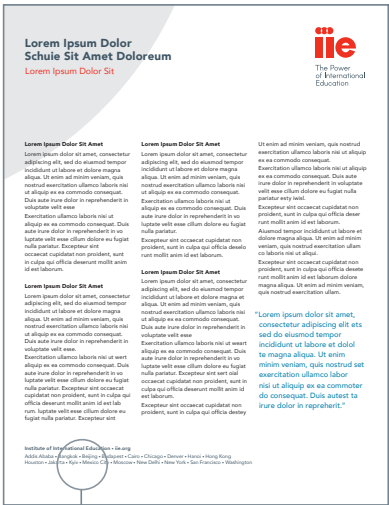 Lorem Ipsum Dolor
Schuie Sit Amet Doloreum
Lorem Ipsum Dolor Sit
iie
The Power
of International
Education
Lorem Ipsum Dolor Sit Amet
Lorem ipsum dolor sit amet, consectetur
adipiscing elit, sed do eiusmod tempor
incididunt ut labore et dolore magna
aliqua. Ut enim ad minim veniam, quis
nostrud exercitation ullamco laboris nisi
ut aliquip ex ea commodo consequat.
Duis aute irure dolor in reprehenderit in
voluptate velit esse
Exercitation ullamco laboris nisi ut
aliquip ex ea commodo consequat. Duis
aute irure dolor in reprehenderit in vo
luptate velit esse cillum dolore eu fugiat
nulla pariatur. Excepteur sint
occaecat cupidatat non proident, sunt
in culpa qui officia deserunt mollit anim
id est laborum.
Lorem Ipsum Dolor Sit Amet
Lorem ipsum dolor sit amet, consectetur
adipiscing elit, sed do eiusmod tempor
incididunt ut labore et dolore magna
aliqua. Ut enim ad minim veniam, quis
nostrud exercitation ullamco laboris nisi
ut aliquip ex ea commodo consequat.
Duis aute irure dolor in reprehenderit in
voluptate velit esse
Exercitation ullamco laboris nisi ut wert
aliquip ex ea commodo consequat. Duis
aute irure dolor in reprehenderit in vo
luptate velit esse cillum dolore eu fugiat
nulla pariatur. Excepteur sint occaecat
cupidatat non proident, sunt in culpa qui
officia deserunt mollit anim id est lab
rum. luptate velit esse cillum dolore eu
fugiat nulla pariatur. Excepteur sint
Lorem Ipsum Dolor Sit Amet
Lorem ipsum dolor sit amet, consectetur
adipiscing elit, sed do eiusmod tempor
incididunt ut labore et dolore magna
aliqua. Ut enim ad minim veniam, quis
nostrud exercitation ullamco laboris nisi
ut aliquip ex ea commodo consequat. Duis
aute irure dolor in reprehenderit in vo
luptate velit esse cillum dolore eu fugiat
nulla pariatur.
Excepteur sint occaecat cupidatat non
proident, sunt in culpa qui officia deselo
nulla pariatur.
Lorem Ipsum Dolor Sit Amet
Lorem ipsum dolor sit amet, consectetur
adipiscing elit, sed do eiusmod tempor
incididunt ut labore et dolore magna et
aliqua. Ut enim ad minim veniam, quis
nostrud exercitation ullamco laboris nisi
ut aliquip ex ea commodo consequat.
Duis aute irure dolor in reprehenderit in
voluptate velit esse
Exercitation ullamco laboris nisi ut weert
aliquip ex ea commodo consequat. Duis
aute irure dolor in reprehenderit in vo
luptate velit esse cillum dolore eu fugiat
nulla pariatur. Excepteur sint sert oial
occaecat cupidatat non proident, sunt in
culpa qui officia deserunt mollit anim id
est laborum.
Excepteur sint occaecat cupidatat non
proident, sunt in culpa qui officia destey
Ut enim ad minim veniam, quis nostrud
exercitation ullamco laboris nisi ut aliquip
ex ea commodo consequat.
Exercitation ullamco laboris nisi ut aliquip
ex ea commodo consequat. Duis aute
irure dolor in reprehenderit in voluptate
velit esse cillum dolore eu fugiat nulla
pariatur exty iwisl.
Excepteur sint occaecat cupidatat non
proident, sunt in culpa qui officia deser
runt mollit anim id est laborum.
Aiusmod tempor incididunt ut labore et
dolore magna aliqua. Ut enim ad minim
veniam, quis nostrud exercitation ullam
co laboris nisi ut aliqui.
Excepteur sint occaecat cupidatat non
proident, sunt in culpa qui officia desete
runt mollit anim id est laborum dolore
magna aliqua. Ut enim ad minim veniam,
quis nostrud exercitation ullam.
"Lorem ipsum dolor sit amet,
consectetur adipiscing elit ets
sed do eiusmod tempor
incididunt ut labore et dolol
te magna aliqua. Ut enim
minim veniam, quis nostrud set
exercitation ullamco labor
nisi ut aliquip ex ea commoter
do consequat. Duis autest ta
irure dolor in repreherit."
Institute of International Education • iie.org
Addis Ababa • Bangkok • Beijing • Budapest • Cairo • Chicago • Denver • Hanoi • Hong Kong
Houston • Jakarta • Kyiv • Mexico City • Moscow • New Delhi • New York • San Francisco • Washington